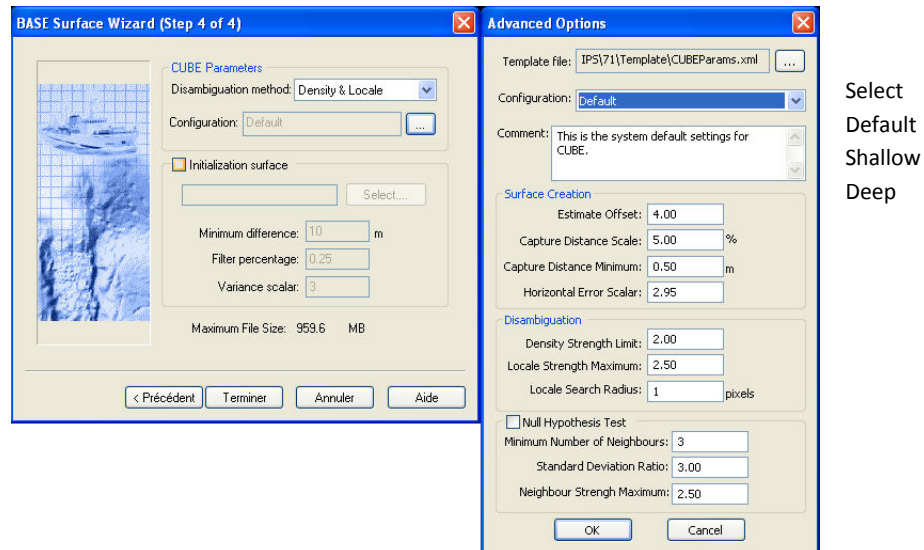 BASE Surface Wizard (Step 4 of 4)
CUBE Parameters
Disambiguation method: Density & Locale
Configuration: Default ...
Initialization surface
Select....
Minimum difference: 10 m
Filter percentage: 0.25
Variance scalar: 3
Maximum File Size: 959.6 MB
< Précédent Terminer Annuler Aide
Advanced Options
Template file: IPS\71\Template\CUBEParams.xml ...
Configuration: Default
Comment: This is the system default settings for
CUBE.
Surface Creation
Estimate Offset: 4.00
Capture Distance Scale: 5.00 %
Capture Distance Minimum: 0.50 m
Horizontal Error Scalar: 2.95
Disambiguation
Density Strength Limit: 2.00
Locale Strength Maximum: 2.50
Locale Search Radius: 1 pixels
Null Hypothesis Test
Minimum Number of Neighbours: 3
Standard Deviation Ratio: 3.00
Neighbour Strengh Maximum: 2.50
OK Cancel
Select
Default
Shallow
Deep